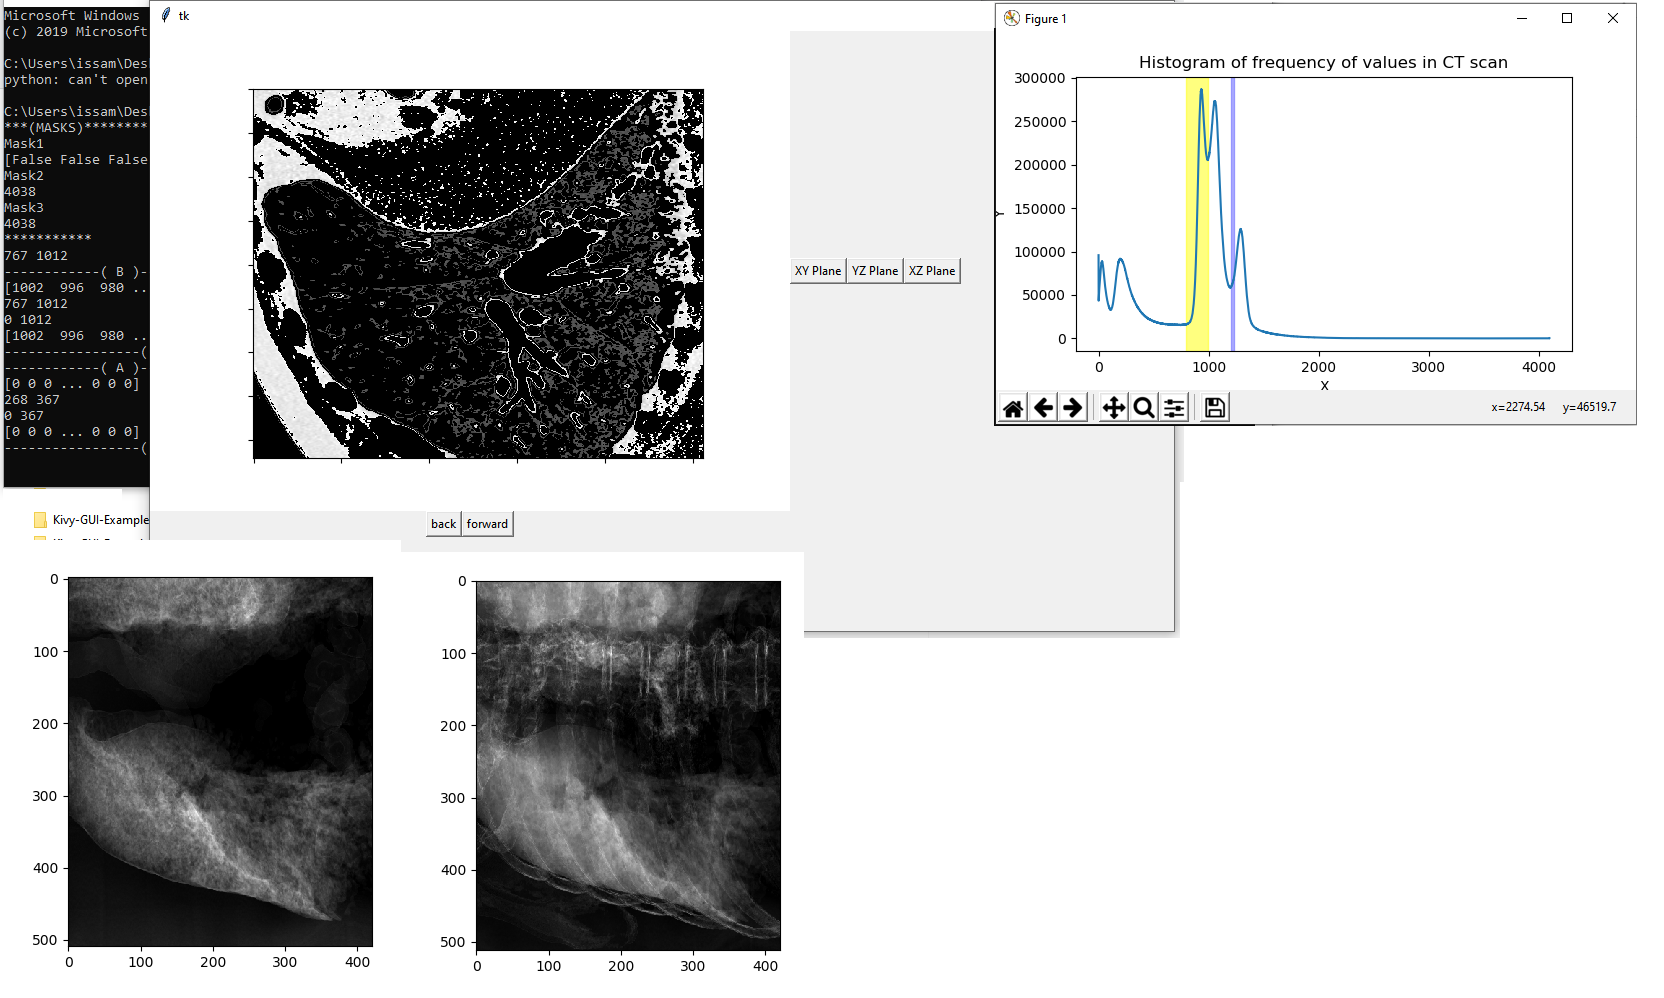 Microsoft Windows
(c) 2019 Microsoft
C:\Users\issam\Des
python: can't open
C:\Users\issam\Des
***(MASKS)********
Mask1
[False False False
Mask2
4038
Mask3
4038
***********
767 1012
------------( B )-
[1002  996  980 ..
767 1012
0 1012
[1002  996  980 ..
-----------------(
------------( A )-
[0 0 0 ... 0 0 0]
268 367
0 367
[0 0 0 ... 0 0 0]
-----------------(
Kivy-GUI-Example
tk
XY Plane YZ Plane XZ Plane
back forward
Figure 1
Histogram of frequency of values in CT scan
300000
250000
200000
150000
100000
50000
0
Y
0 1000 2000 3000 4000
X
x=2274.54 y=46519.7
0
100
200
300
400
500
0 100 200 300 400
0
100
200
300
400
500
0 100 200 300 400